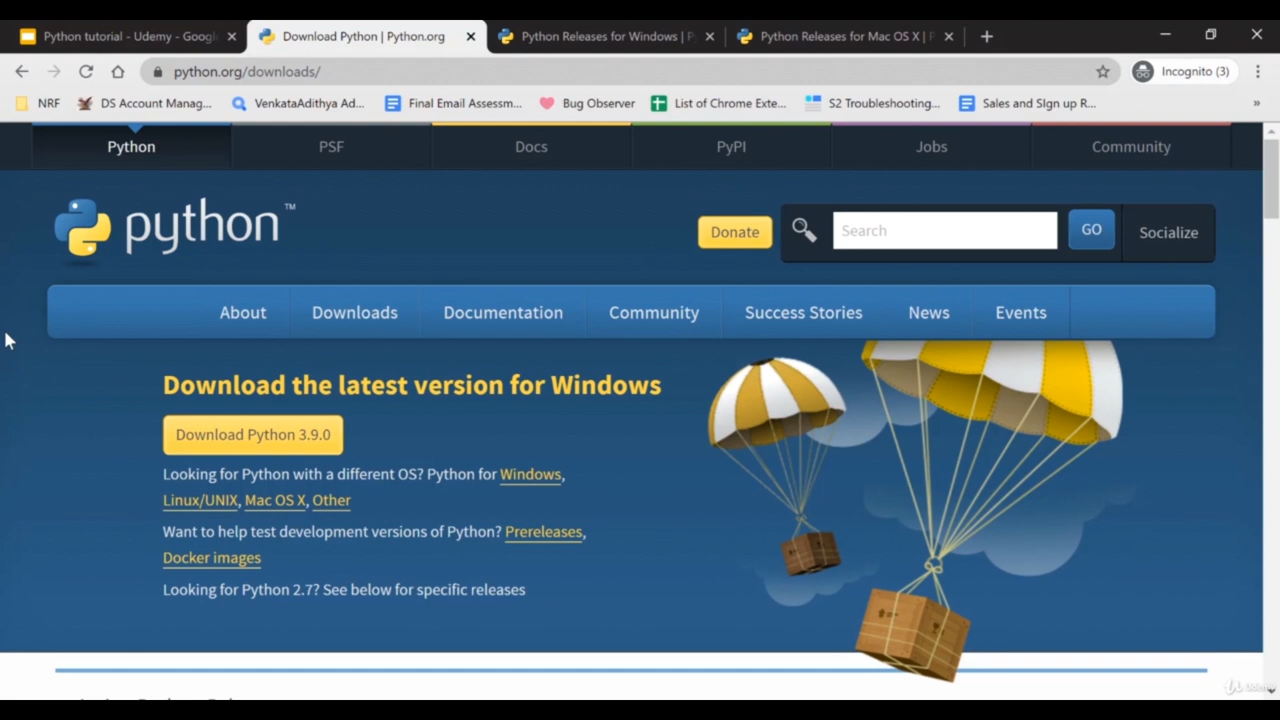 Python tutorial - Udemy - Google
Download Python | Python.org
Python Releases for Windows | P
Python Releases for Mac OS X | P
python.org/downloads/
Incognito (3)
NRF
DS Account Manag...
VenkataAdithya Ad...
Final Email Assessm...
Bug Observer
List of Chrome Exte...
S2 Troubleshooting...
Sales and SIgn up R...
»
Python
PSF
Docs
PyPI
Jobs
Community
python™
Donate
Search
GO
Socialize
About
Downloads
Documentation
Community
Success Stories
News
Events
Download the latest version for Windows
Download Python 3.9.0
Looking for Python with a different OS? Python for Windows,
Linux/UNIX, Mac OS X, Other
Want to help test development versions of Python? Prereleases,
Docker images
Looking for Python 2.7? See below for specific releases
Udemy